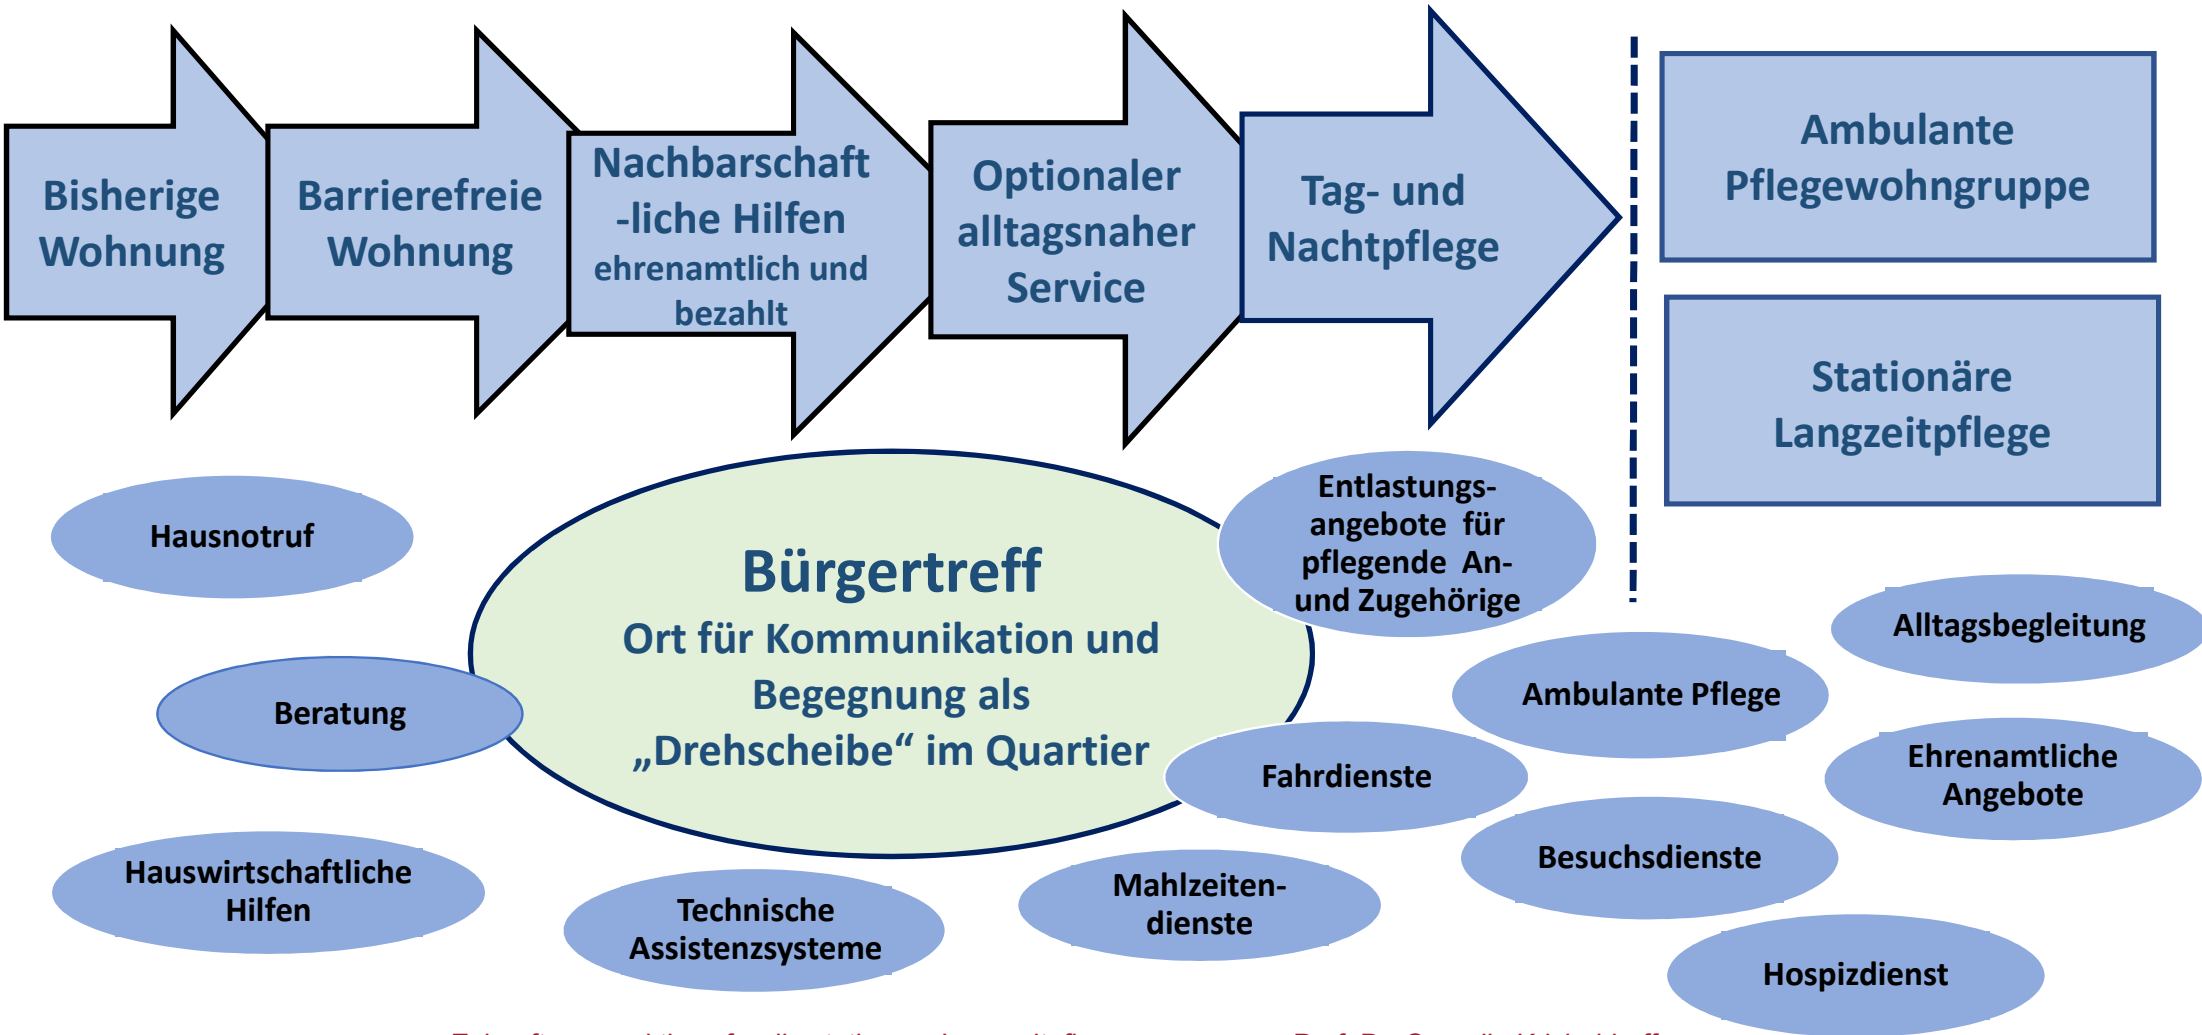 Bisherige
Wohnung
Barrierefreie
Wohnung
Nachbarschaft
-liche Hilfen
ehrenamtlich und
bezahlt
Optionaler
alltagsnaher
Service
Tag- und
Nachtpflege
Ambulante
Pflegewohngruppe
Stationäre
Langzeitpflege
Hausnotruf
Beratung
Hauswirtschaftliche
Hilfen
Bürgertreff
Ort für Kommunikation und
Begegnung als
„Drehscheibe“ im Quartier
Technische
Assistenzsysteme
Mahlzeiten-
dienste
Entlastungs-
angebote für
pflegende An-
und Zugehörige
Fahrdienste
Ambulante Pflege
Besuchsdienste
Alltagsbegleitung
Ehrenamtliche
Angebote
Hospizdienst